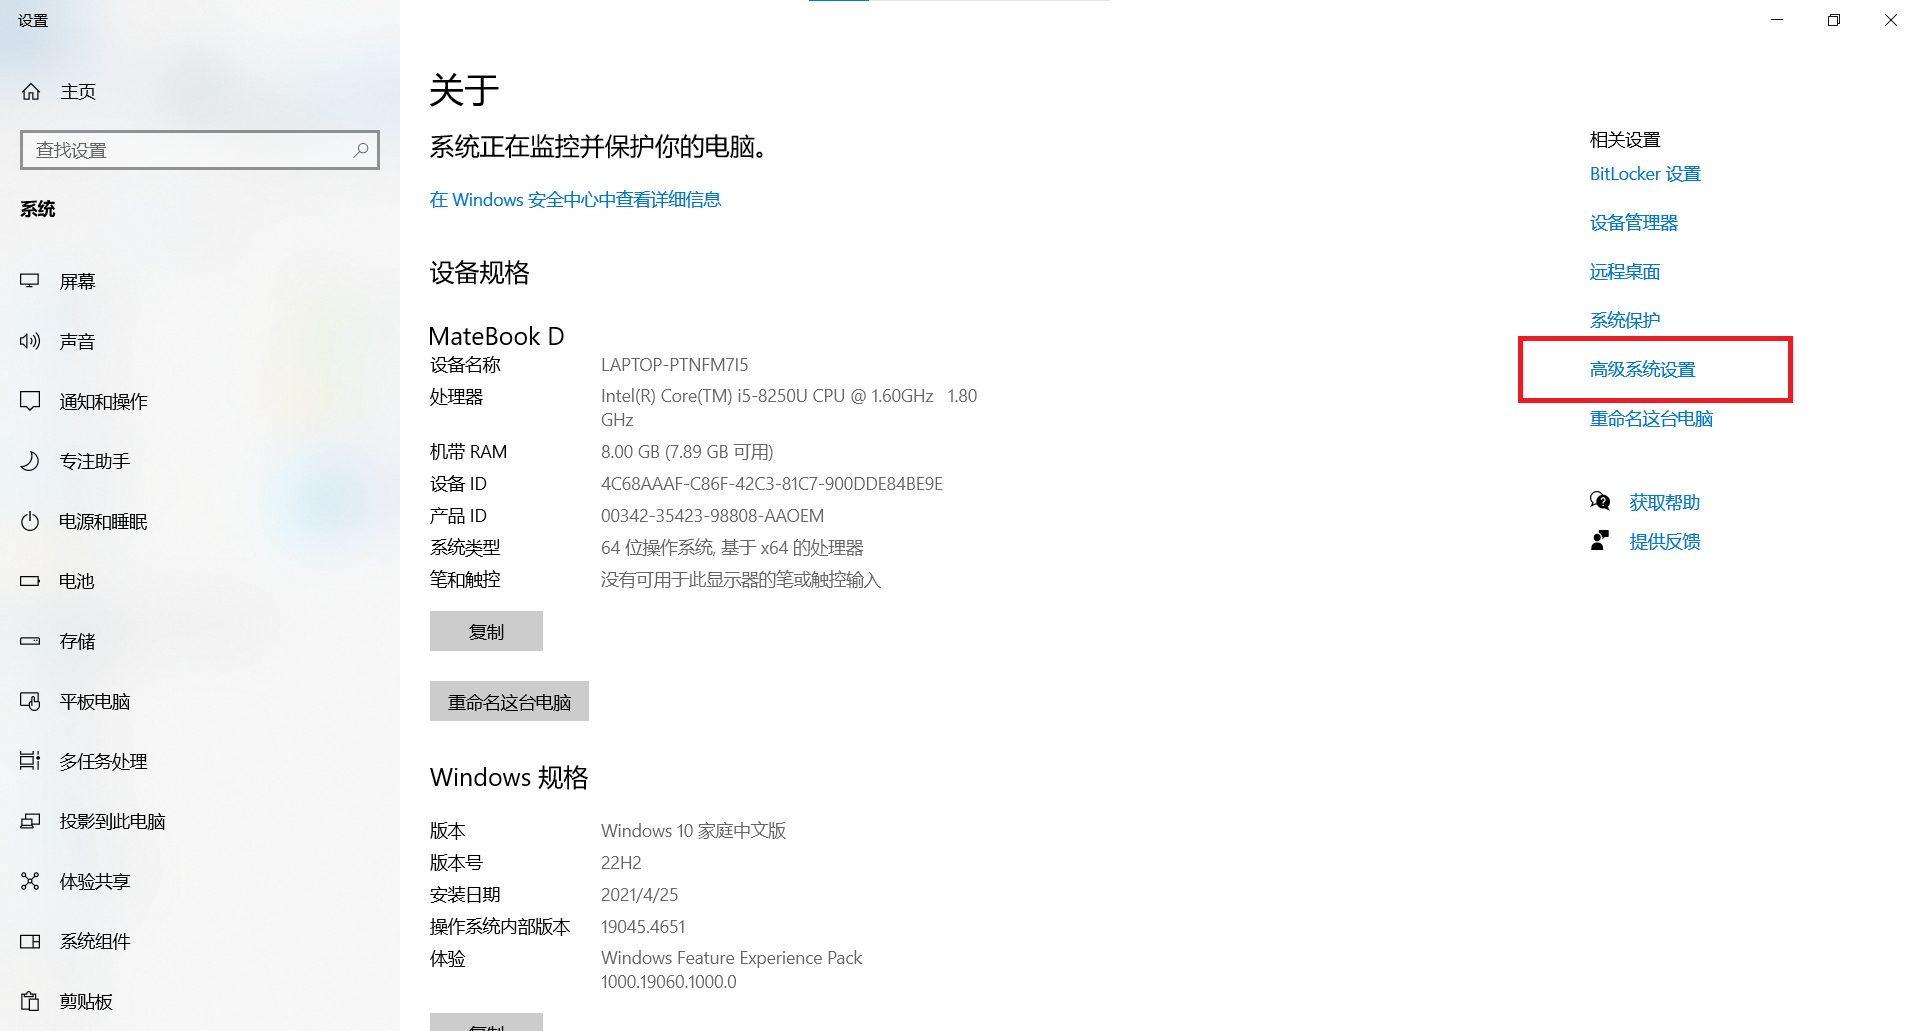 设置
主页
查找设置
系统
屏幕
声音
通知和操作
专注助手
电源和睡眠
电池
存储
平板电脑
多任务处理
投影到此电脑
体验共享
系统组件
剪贴板
关于
系统正在监控并保护你的电脑。
在 Windows 安全中心中查看详细信息
设备规格
MateBook D
设备名称 LAPTOP-PTNFM7I5
处理器 Intel(R) Core(TM) i5-8250U CPU @ 1.60GHz 1.80
GHz
机带 RAM 8.00 GB (7.89 GB 可用)
设备 ID 4C68AAAF-C86F-42C3-81C7-900DDE84BE9E
产品 ID 00342-35423-98808-AAOEM
系统类型 64 位操作系统, 基于 x64 的处理器
笔和触控 没有可用于此显示器的笔或触控输入
复制
重命名这台电脑
Windows 规格
版本 Windows 10 家庭中文版
版本号 22H2
安装日期 2021/4/25
操作系统内部版本 19045.4651
体验 Windows Feature Experience Pack
1000.19060.1000.0
复制
相关设置
BitLocker 设置
设备管理器
远程桌面
系统保护
高级系统设置
重命名这台电脑
获取帮助
提供反馈